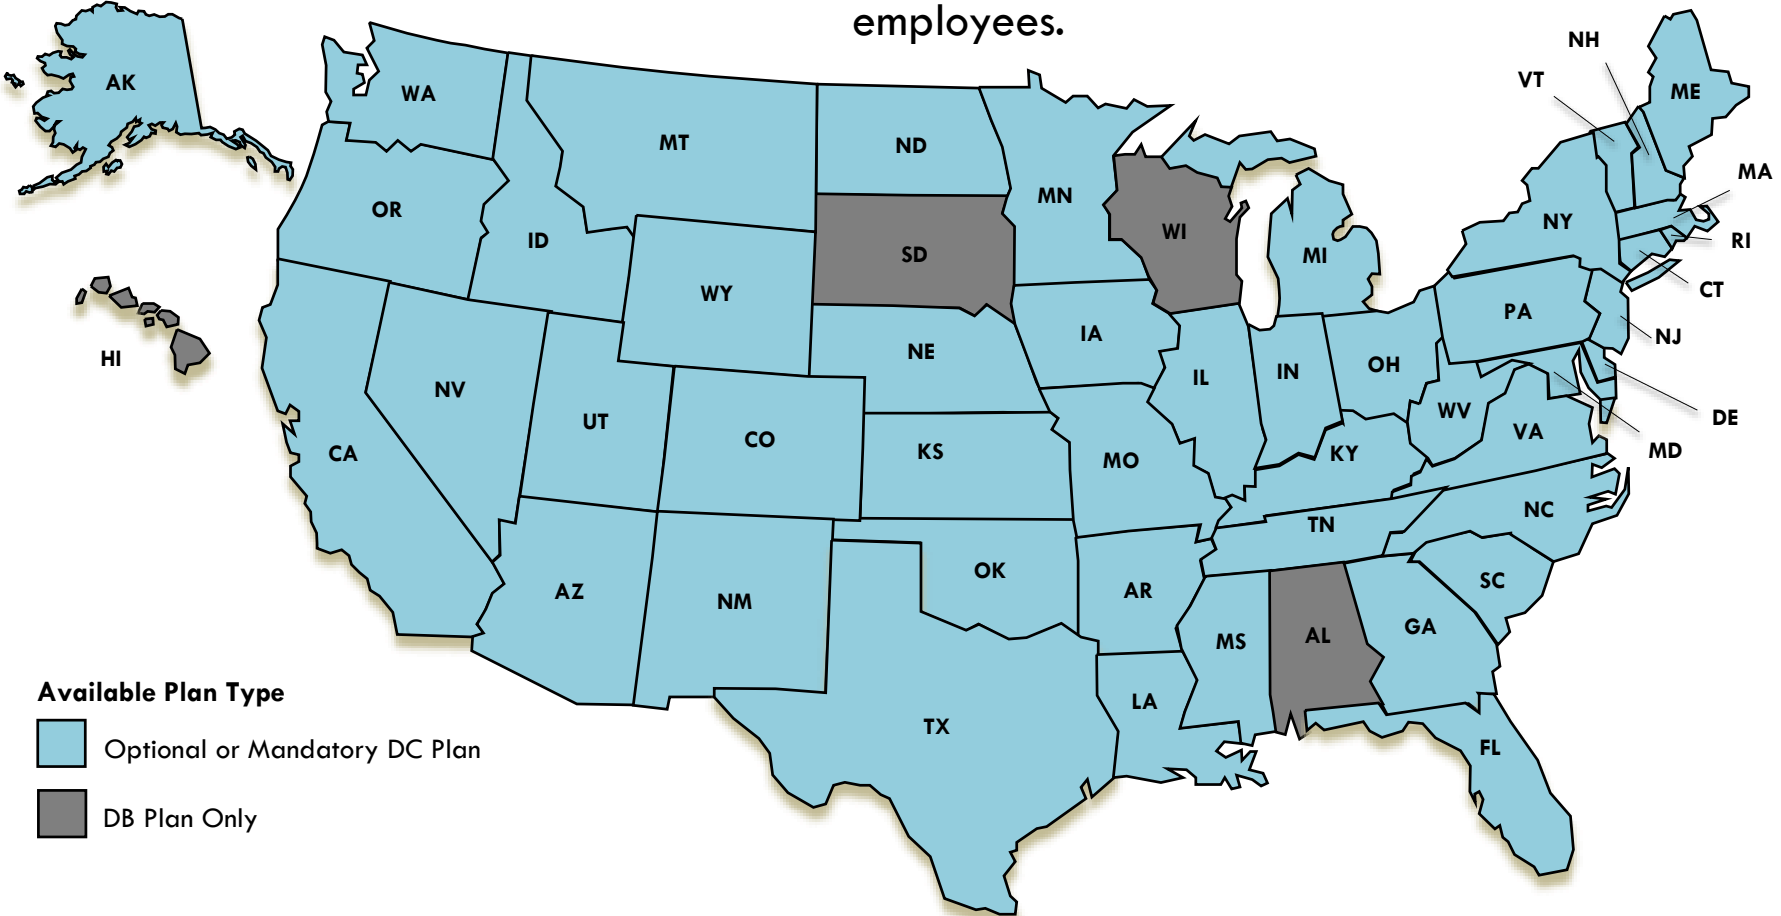 employees.
AK
WA
MT
ND
MN
WI
MI
NY
VT
NH
ME
MA
RI
CT
NJ
DE
MD
PA
OR
ID
WY
SD
IA
NE
HI
NV
UT
CO
KS
MO
IL
IN
OH
WV
VA
KY
CA
NC
TN
AZ
NM
OK
AR
SC
MS
AL
GA
LA
TX
FL
Available Plan Type
Optional or Mandatory DC Plan
DB Plan Only